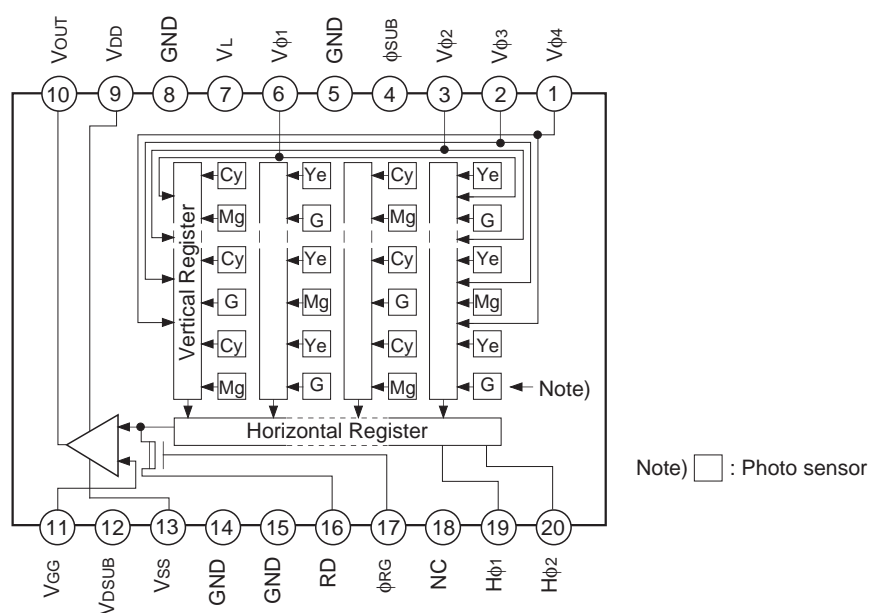 VOUT VDD GND VL Vϕ1 GND ϕSUB Vϕ2 Vϕ3 Vϕ4
10 9 8 7 6 5 4 3 2 1
Cy Ye Cy Ye
Mg G Mg G
Cy Ye Cy Ye
G Mg G Mg
Cy Ye Cy Ye
Mg G Mg G
Vertical Register
Note)
Horizontal Register
Note) : Photo sensor
11 12 13 14 15 16 17 18 19 20
VGG VDSUB VSS GND GND RD ϕRG NC Hϕ1 Hϕ2